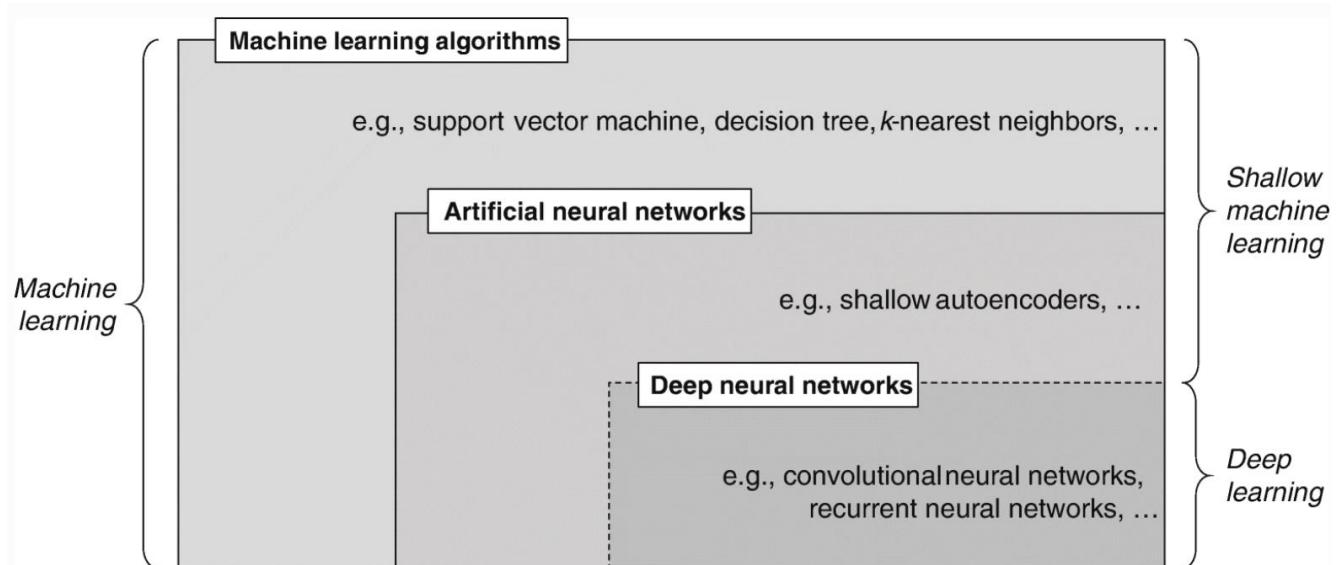 Machine learning algorithms
e.g., support vector machine, decision tree, k-nearest neighbors, …
Artificial neural networks
Shallow
machine
learning
Machine
learning
e.g., shallow autoencoders, …
Deep neural networks
e.g., convolutional neural networks,
recurrent neural networks, …
Deep
learning